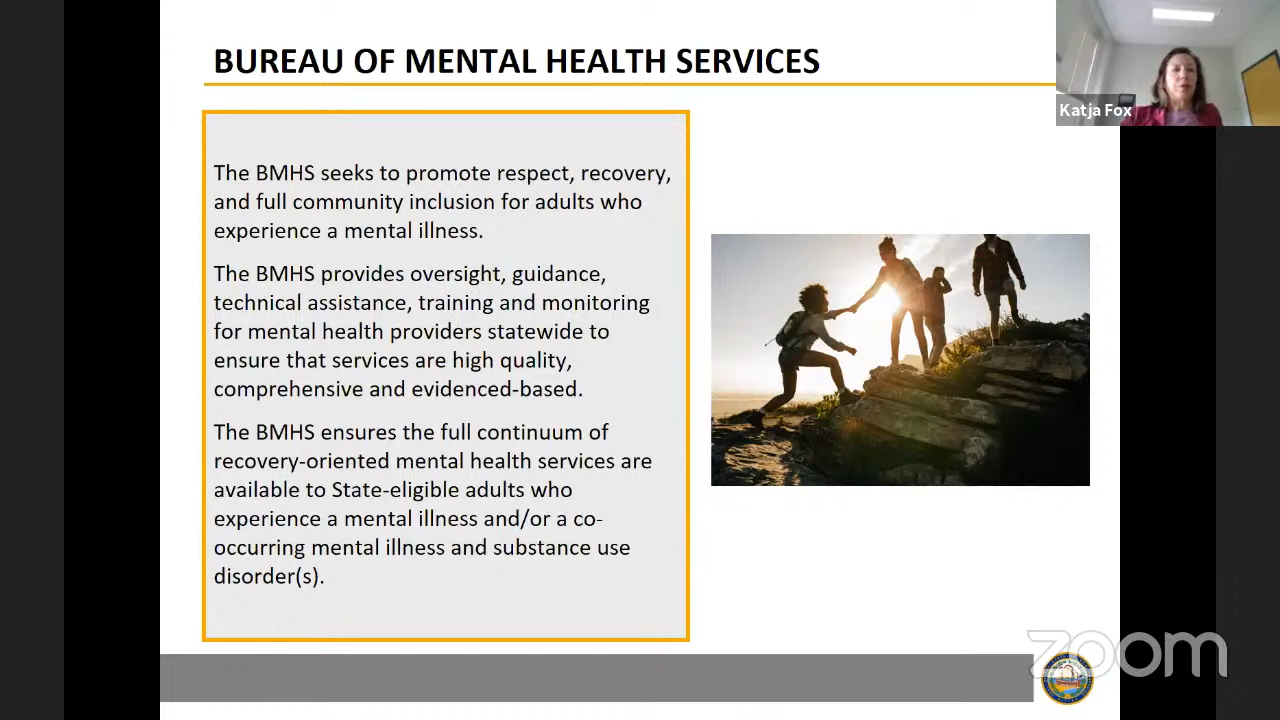 BUREAU OF MENTAL HEALTH SERVICES
Katja Fox
The BMHS seeks to promote respect, recovery,
and full community inclusion for adults who
experience a mental illness.
The BMHS provides oversight, guidance,
technical assistance, training and monitoring
for mental health providers statewide to
ensure that services are high quality,
comprehensive and evidenced-based.
The BMHS ensures the full continuum of
recovery-oriented mental health services are
available to State-eligible adults who
experience a mental illness and/or a co-
occurring mental illness and substance use
disorder(s).
zoom